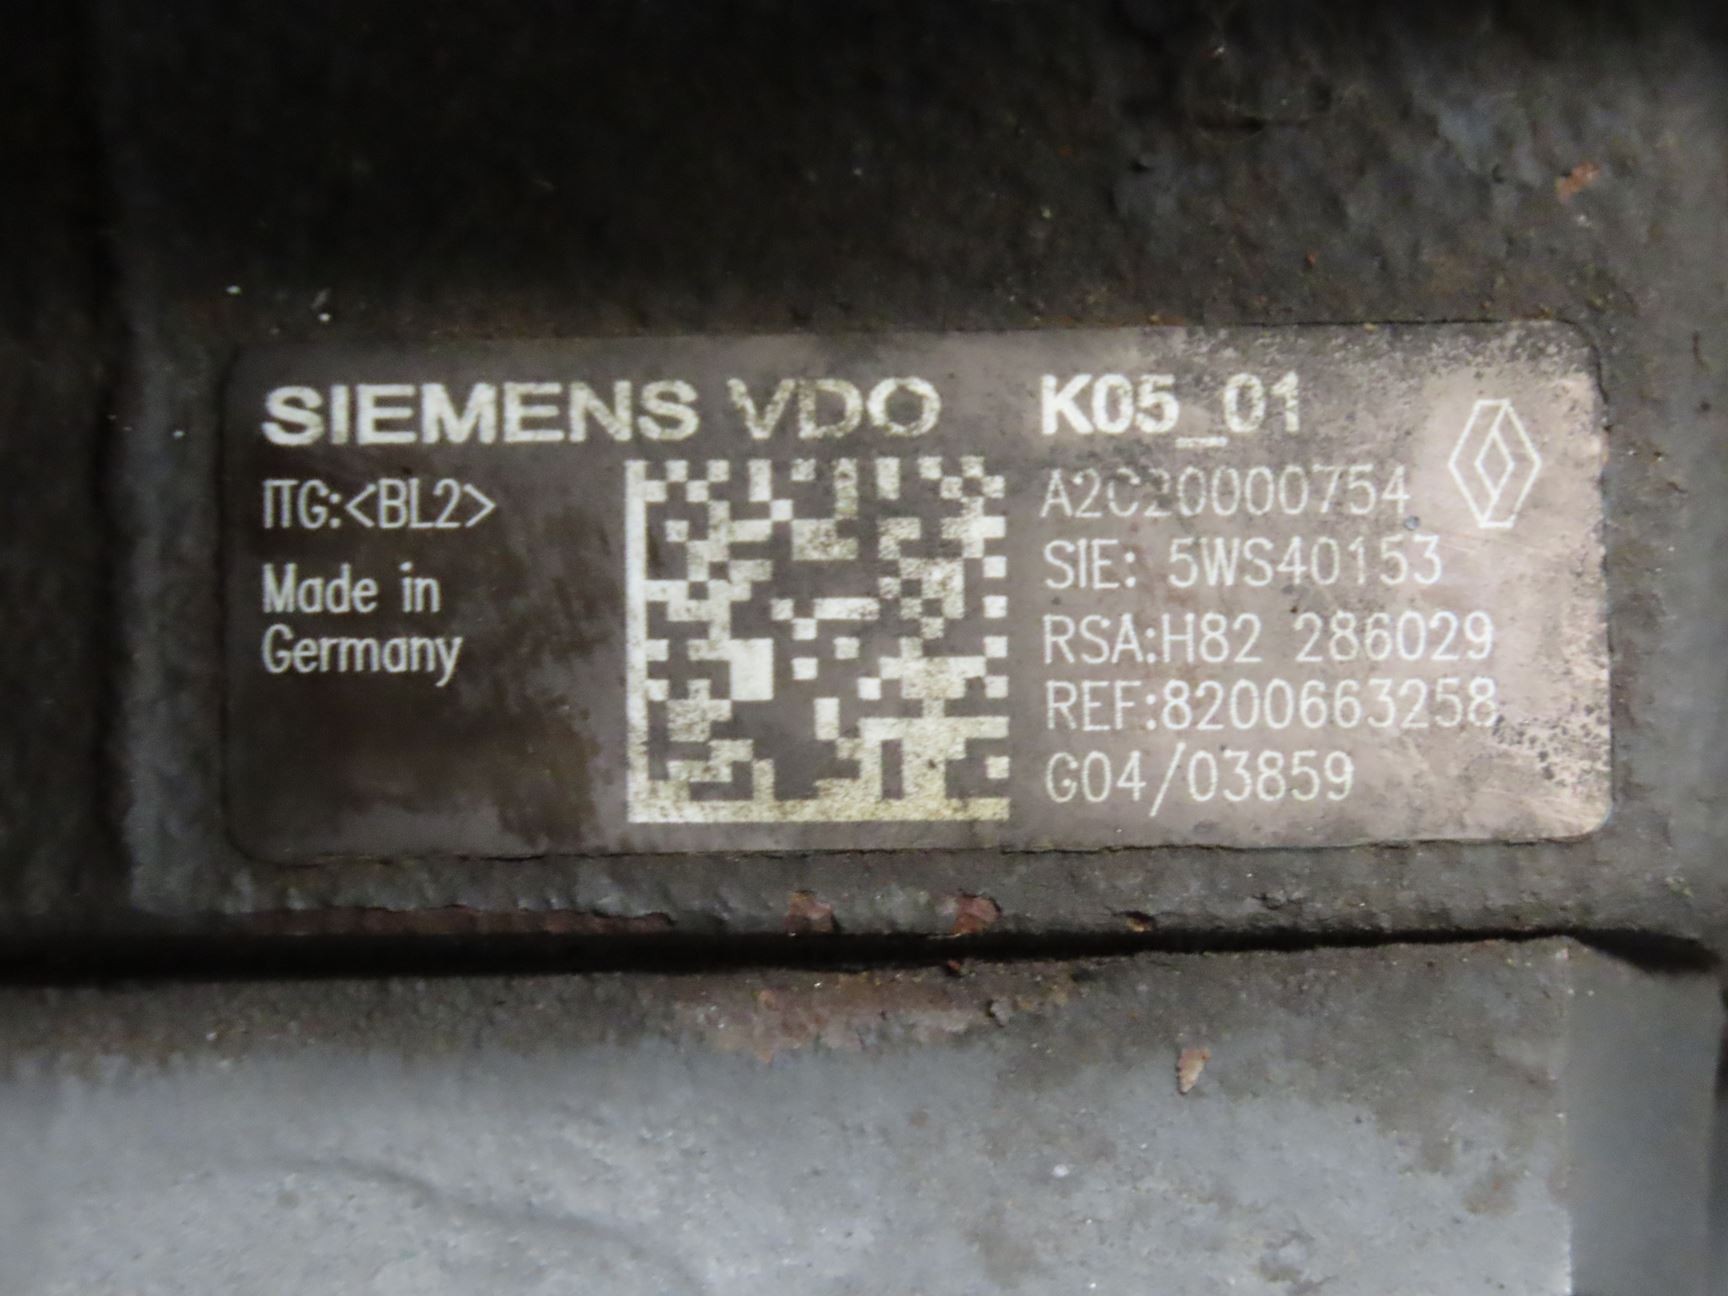 SIEMENS VDO K05_01
ITG:<BL2>
Made in
Germany
A2C20000754
SIE: 5WS40153
RSA:H82 286029
REF:8200663258
G04/03859